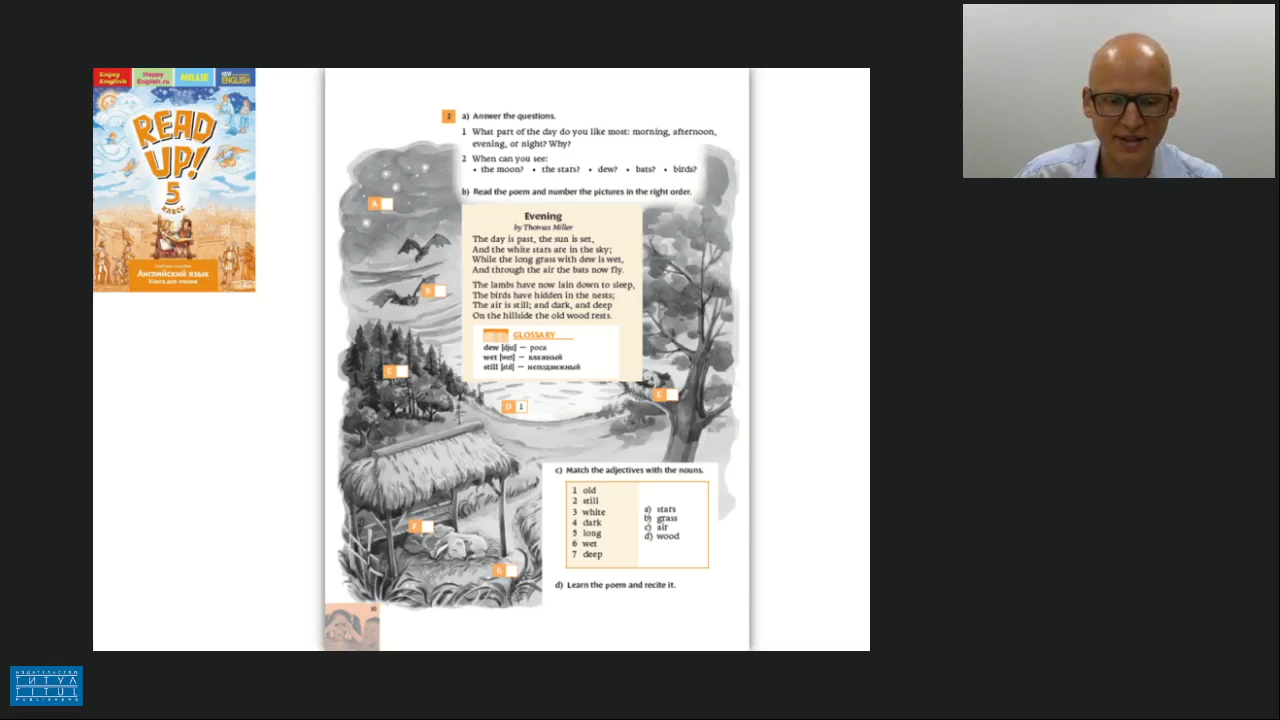 Enjoy English
Happy English.ru
MILLIE
NEW
ENGLISH
READ
UP!
5
КЛАСС
Английский язык
Книга для чтения
2 a) Answer the questions.
1 What part of the day do you like most: morning, afternoon,
evening, or night? Why?
2 When can you see:
• the moon? • the stars? • dew? • bats? • birds?
b) Read the poem and number the pictures in the right order.
A
Evening
by Thomas Miller
The day is past, the sun is set,
And the white stars are in the sky;
While the long grass with dew is wet,
And through the air the bats now fly.
B
The lambs have now lain down to sleep,
The birds have hidden in the nests;
The air is still; and dark, and deep
On the hillside the old wood rests.
GLOSSARY
dew [dju:] — роса
wet [wet] — влажный
still [stɪl] — неподвижный
C
E
D 1
c) Match the adjectives with the nouns.
1 old
2 still
3 white
4 dark
5 long
6 wet
7 deep
a) stars
b) grass
c) air
d) wood
F
G
d) Learn the poem and recite it.
10
ИЗДАТЕЛЬСТВО
ТИТУЛ
TITUL
PUBLISHERS